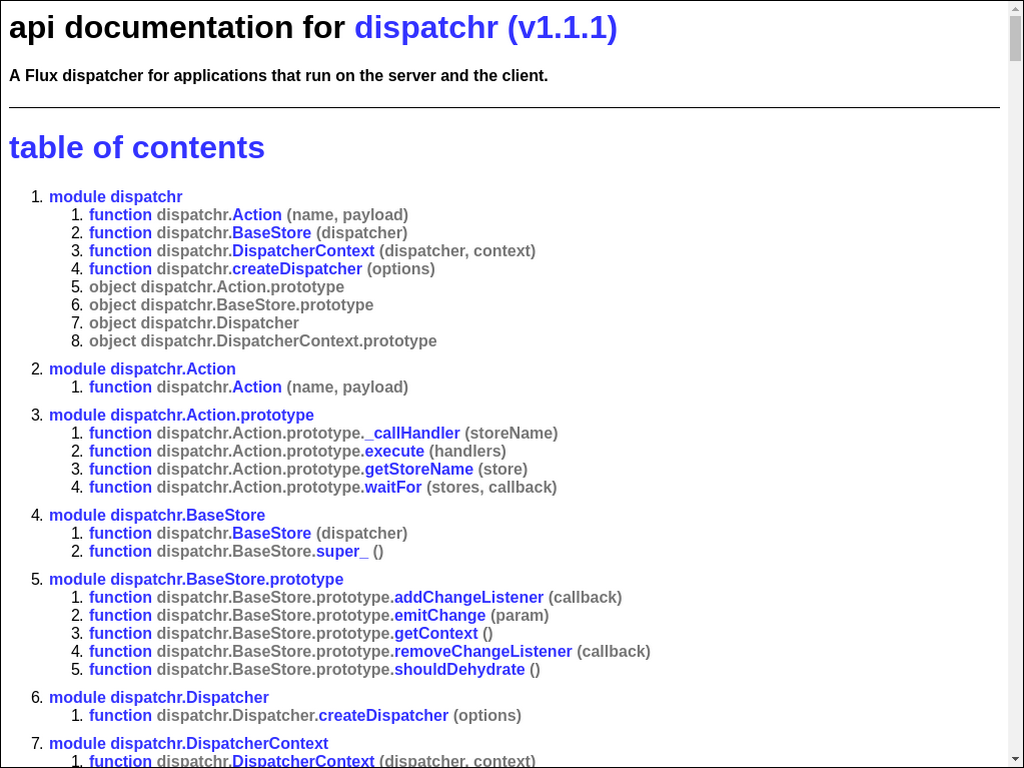 api documentation for dispatchr (v1.1.1)
A Flux dispatcher for applications that run on the server and the client.
table of contents
1. module dispatchr
1. function dispatchr.Action (name, payload)
2. function dispatchr.BaseStore (dispatcher)
3. function dispatchr.DispatcherContext (dispatcher, context)
4. function dispatchr.createDispatcher (options)
5. object dispatchr.Action.prototype
6. object dispatchr.BaseStore.prototype
7. object dispatchr.Dispatcher
8. object dispatchr.DispatcherContext.prototype
2. module dispatchr.Action
1. function dispatchr.Action (name, payload)
3. module dispatchr.Action.prototype
1. function dispatchr.Action.prototype._callHandler (storeName)
2. function dispatchr.Action.prototype.execute (handlers)
3. function dispatchr.Action.prototype.getStoreName (store)
4. function dispatchr.Action.prototype.waitFor (stores, callback)
4. module dispatchr.BaseStore
1. function dispatchr.BaseStore (dispatcher)
2. function dispatchr.BaseStore.super_ ()
5. module dispatchr.BaseStore.prototype
1. function dispatchr.BaseStore.prototype.addChangeListener (callback)
2. function dispatchr.BaseStore.prototype.emitChange (param)
3. function dispatchr.BaseStore.prototype.getContext ()
4. function dispatchr.BaseStore.prototype.removeChangeListener (callback)
5. function dispatchr.BaseStore.prototype.shouldDehydrate ()
6. module dispatchr.Dispatcher
1. function dispatchr.Dispatcher.createDispatcher (options)
7. module dispatchr.DispatcherContext
1. function dispatchr.DispatcherContext (dispatcher, context)